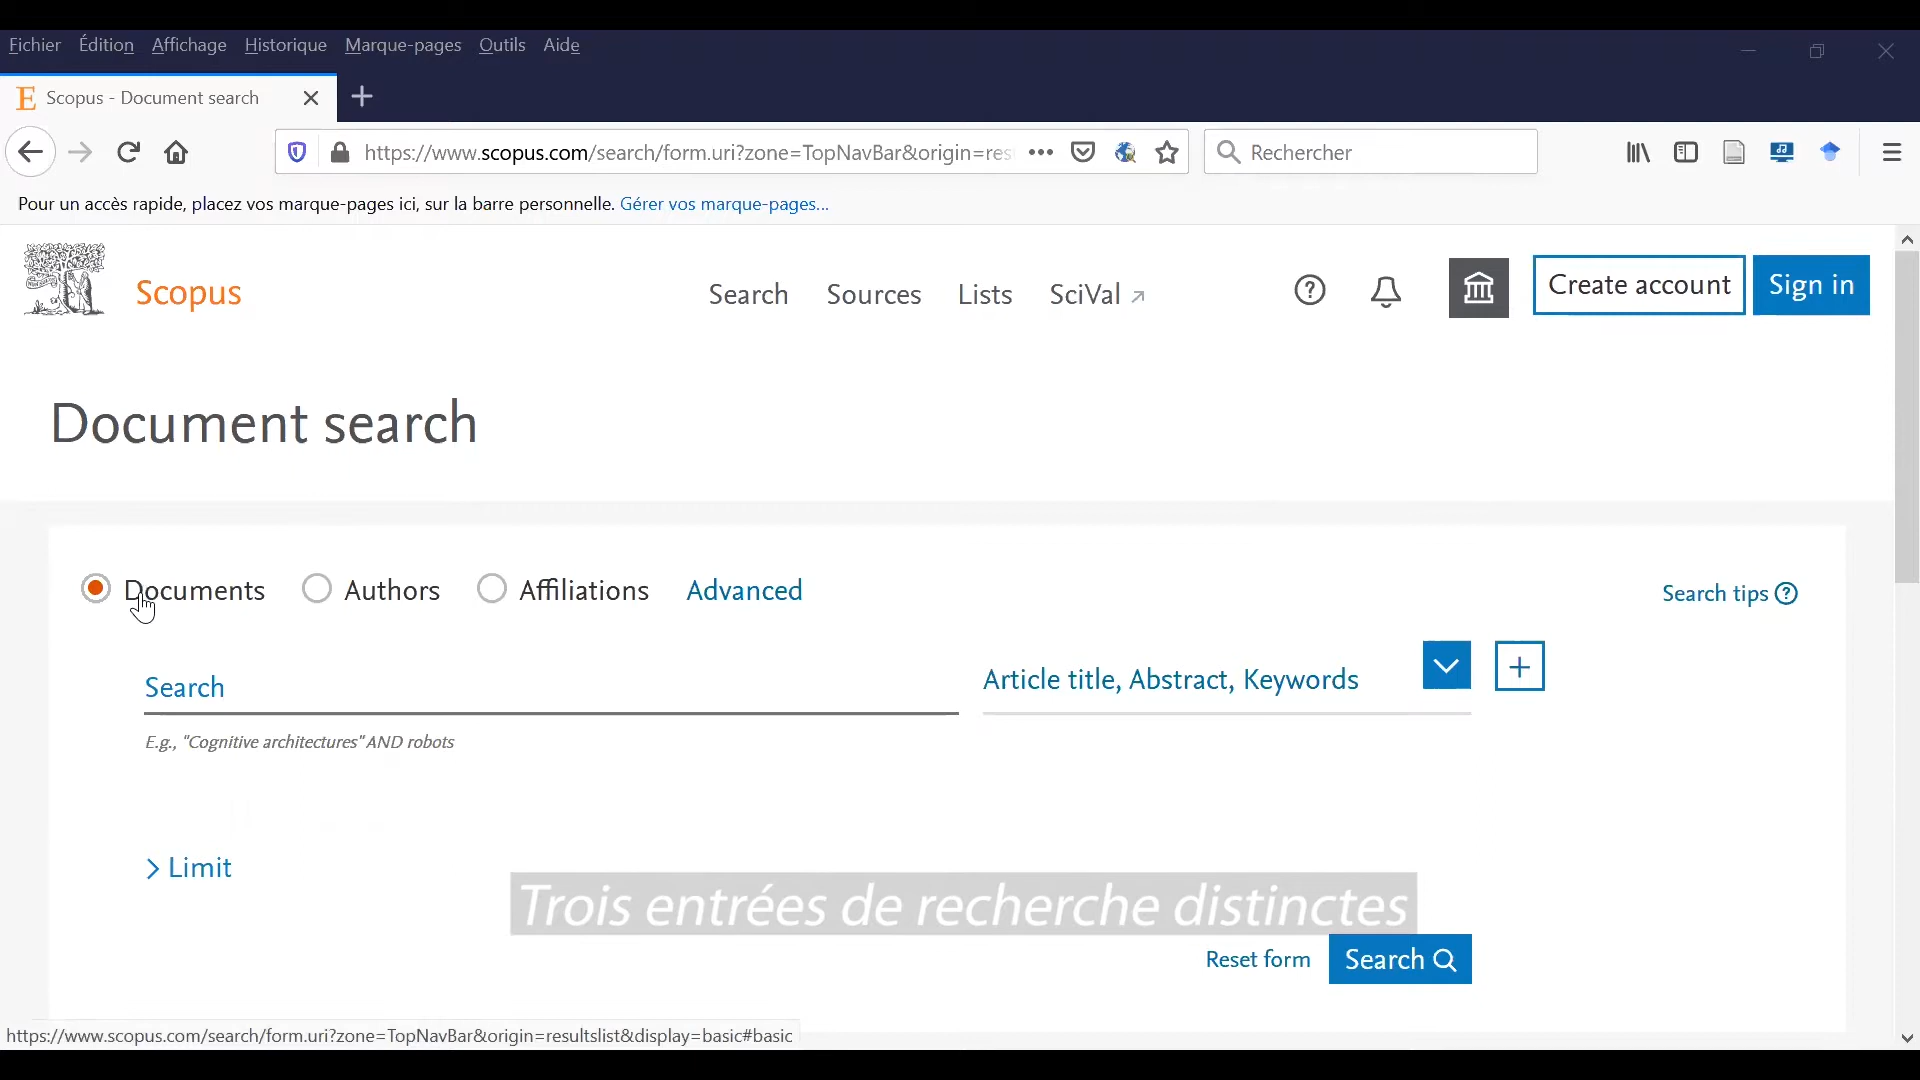 Fichier Édition Affichage Historique Marque-pages Outils Aide
E Scopus - Document search
https://www.scopus.com/search/form.uri?zone=TopNavBar&origin=res
Rechercher
Pour un accès rapide, placez vos marque-pages ici, sur la barre personnelle. Gérer vos marque-pages...
Scopus
Search Sources Lists SciVal
Create account
Sign in
Document search
Documents Authors Affiliations Advanced
Search tips
Search
Article title, Abstract, Keywords
E.g., "Cognitive architectures" AND robots
Limit
Trois entrées de recherche distinctes
Reset form Search
https://www.scopus.com/search/form.uri?zone=TopNavBar&origin=resultslist&display=basic#basic